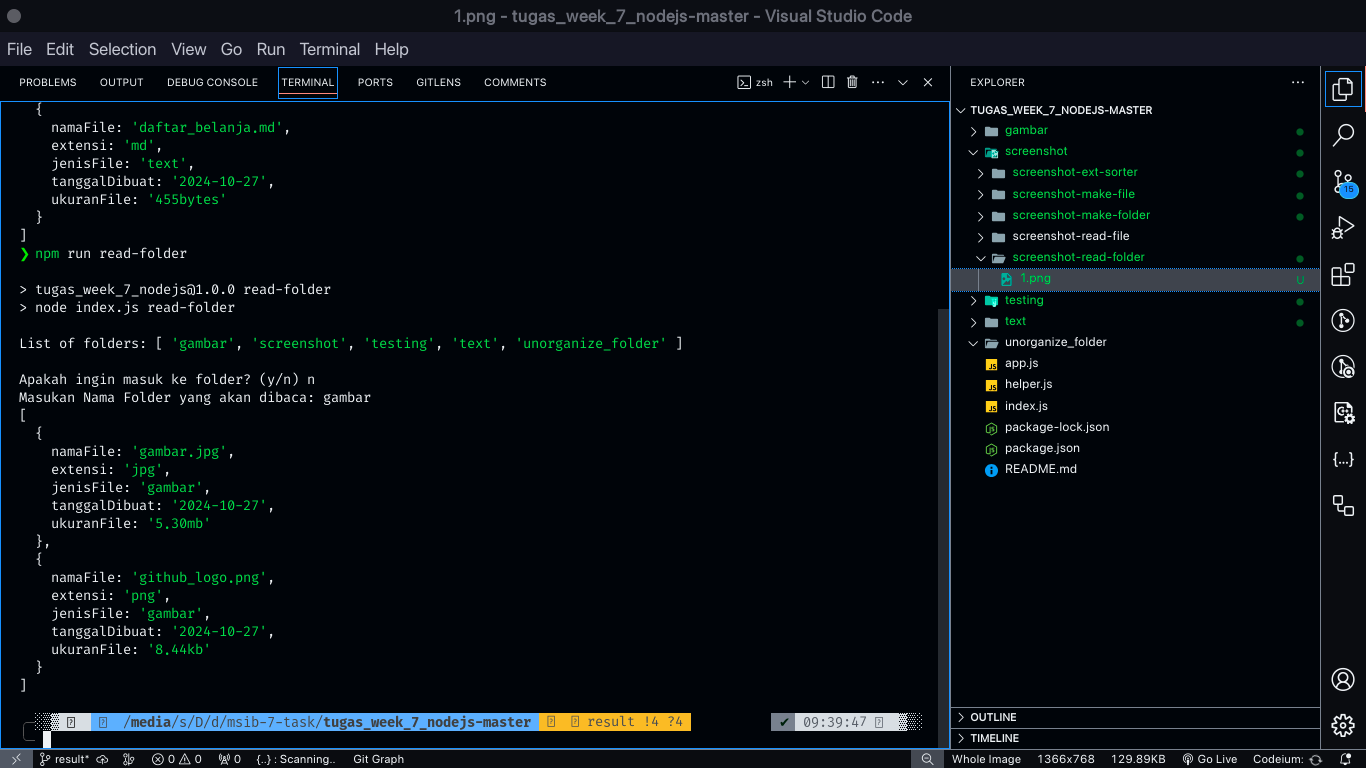 1.png - tugas_week_7_nodejs-master - Visual Studio Code
File Edit Selection View Go Run Terminal Help
PROBLEMS OUTPUT DEBUG CONSOLE TERMINAL PORTS GITLENS COMMENTS zsh
{
namaFile: 'daftar_belanja.md',
extensi: 'md',
jenisFile: 'text',
tanggalDibuat: '2024-10-27',
ukuranFile: '455bytes'
}
]
❯ npm run read-folder
> tugas_week_7_nodejs@1.0.0 read-folder
> node index.js read-folder
List of folders: [ 'gambar', 'screenshot', 'testing', 'text', 'unorganize_folder' ]
Apakah ingin masuk ke folder? (y/n) n
Masukan Nama Folder yang akan dibaca: gambar
[
{
namaFile: 'gambar.jpg',
extensi: 'jpg',
jenisFile: 'gambar',
tanggalDibuat: '2024-10-27',
ukuranFile: '5.30mb'
},
{
namaFile: 'github_logo.png',
extensi: 'png',
jenisFile: 'gambar',
tanggalDibuat: '2024-10-27',
ukuranFile: '8.44kb'
}
]
/media/s/D/d/msib-7-task/tugas_week_7_nodejs-master result !4 ?4 ✔ 09:39:47
EXPLORER
TUGAS_WEEK_7_NODEJS-MASTER
gambar
screenshot
screenshot-ext-sorter
screenshot-make-file
screenshot-make-folder
screenshot-read-file
screenshot-read-folder
1.png U
testing
text
unorganize_folder
app.js
helper.js
index.js
package-lock.json
package.json
README.md
OUTLINE
TIMELINE
15
result* 0 0 0 {..} : Scanning.. Git Graph Whole Image 1366x768 129.89KB Go Live Codeium: